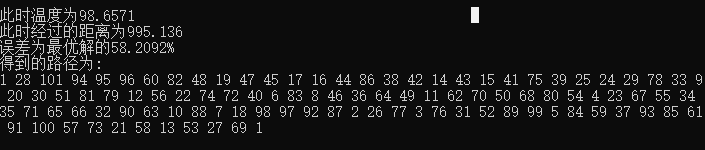 此时温度为98.6571
此时经过的距离为995.136
误差为最优解的58.2092%
得到的路径为:
1 28 101 94 95 96 60 82 48 19 47 45 17 16 44 86 38 42 14 43 15 41 75 39 25 24 29 78 33 9
20 30 51 81 79 12 56 22 74 72 40 6 83 8 46 36 64 49 11 62 70 50 68 80 54 4 23 67 55 34
35 71 65 66 32 90 63 10 88 7 18 98 97 92 87 2 26 77 3 76 31 52 89 99 5 84 59 37 93 85 61
91 100 57 73 21 58 13 53 27 69 1